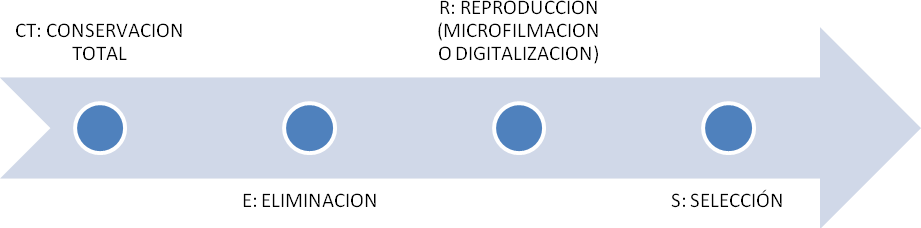 CT: CONSERVACION
TOTAL
E: ELIMINACION
R: REPRODUCCION
(MICROFILMACION
O DIGITALIZACION)
S: SELECCIÓN